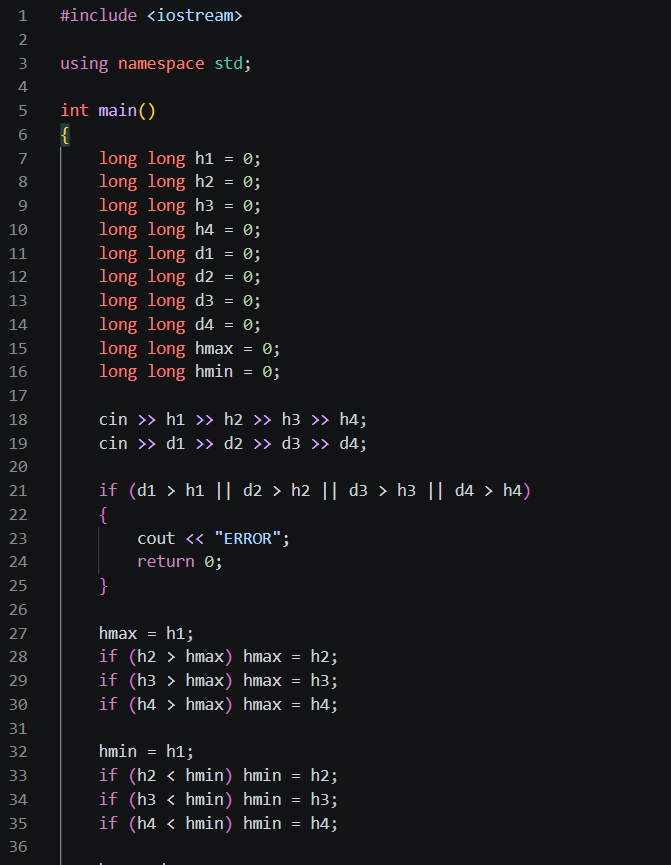 1 #include <iostream>
2
3 using namespace std;
4
5 int main()
6 {
7 long long h1 = 0;
8 long long h2 = 0;
9 long long h3 = 0;
10 long long h4 = 0;
11 long long d1 = 0;
12 long long d2 = 0;
13 long long d3 = 0;
14 long long d4 = 0;
15 long long hmax = 0;
16 long long hmin = 0;
17
18 cin >> h1 >> h2 >> h3 >> h4;
19 cin >> d1 >> d2 >> d3 >> d4;
20
21 if (d1 > h1 || d2 > h2 || d3 > h3 || d4 > h4)
22 {
23 cout << "ERROR";
24 return 0;
25 }
26
27 hmax = h1;
28 if (h2 > hmax) hmax = h2;
29 if (h3 > hmax) hmax = h3;
30 if (h4 > hmax) hmax = h4;
31
32 hmin = h1;
33 if (h2 < hmin) hmin = h2;
34 if (h3 < hmin) hmin = h3;
35 if (h4 < hmin) hmin = h4;
36